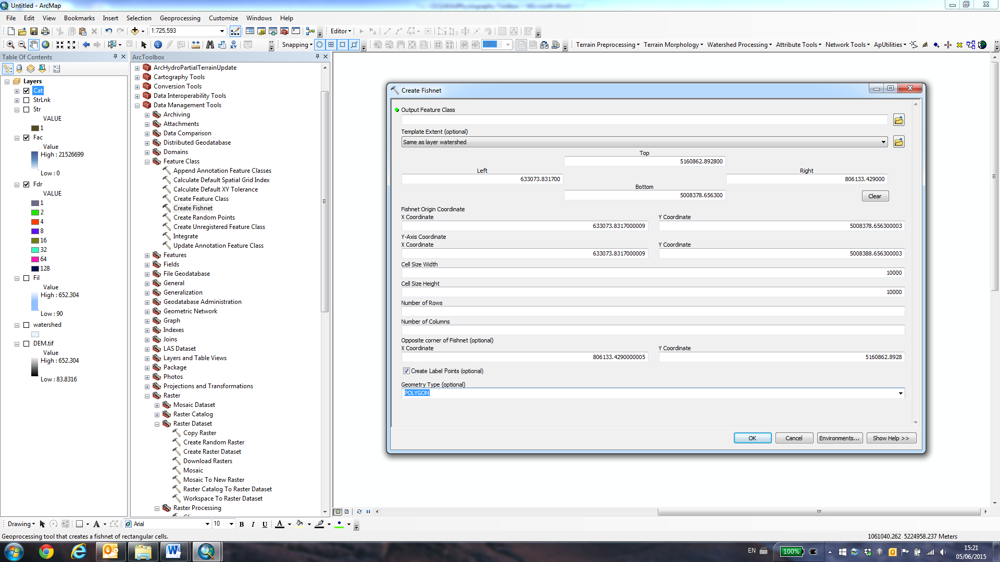 Untitled - ArcMap
File Edit View Bookmarks Insert Selection Geoprocessing Customize Windows Help
1:725,593
Editor
Snapping
100%
Terrain Preprocessing Terrain Morphology Watershed Processing Attribute Tools Network Tools ApUtilities
Table Of Contents
Layers
Cat
StrLnk
Str
VALUE
1
Fac
Value
High : 21526699
Low : 0
Fdr
VALUE
1
2
4
8
16
32
64
128
Fil
Value
High : 652.304
Low : 90
watershed
DEM.tif
Value
High : 652.304
Low : 83.8316
ArcToolbox
ArcHydroPartialTerrainUpdate
Cartography Tools
Conversion Tools
Data Interoperability Tools
Data Management Tools
Archiving
Attachments
Data Comparison
Distributed Geodatabase
Domains
Feature Class
Append Annotation Feature Classes
Calculate Default Spatial Grid Index
Calculate Default XY Tolerance
Create Feature Class
Create Fishnet
Create Random Points
Create Unregistered Feature Class
Integrate
Update Annotation Feature Class
Features
Fields
File Geodatabase
General
Generalization
Geodatabase Administration
Geometric Network
Graph
Indexes
Joins
LAS Dataset
Layers and Table Views
Package
Photos
Projections and Transformations
Raster
Mosaic Dataset
Raster Catalog
Raster Dataset
Copy Raster
Create Random Raster
Create Raster Dataset
Download Rasters
Mosaic
Mosaic To New Raster
Raster Catalog To Raster Dataset
Workspace To Raster Dataset
Raster Processing
Create Fishnet
Output Feature Class
Template Extent (optional)
Same as layer watershed
Top
5160862.892800
Left Right
633073.831700 806133.429000
Bottom
5008378.656300
Clear
Fishnet Origin Coordinate
X Coordinate Y Coordinate
633073.8317000009 5008378.656300003
Y-Axis Coordinate
X Coordinate Y Coordinate
633073.8317000009 5008388.656300003
Cell Size Width
10000
Cell Size Height
10000
Number of Rows
Number of Columns
Opposite corner of Fishnet (optional)
X Coordinate Y Coordinate
806133.4290000005 5160862.8928
Create Label Points (optional)
Geometry Type (optional)
POLYGON
OK Cancel Environments... Show Help >>
Drawing A Arial 10 B I U A
Geoprocessing tool that creates a fishnet of rectangular cells.
1061040.262 5224958.237 Meters
EN 100% 15:21
05/06/2015